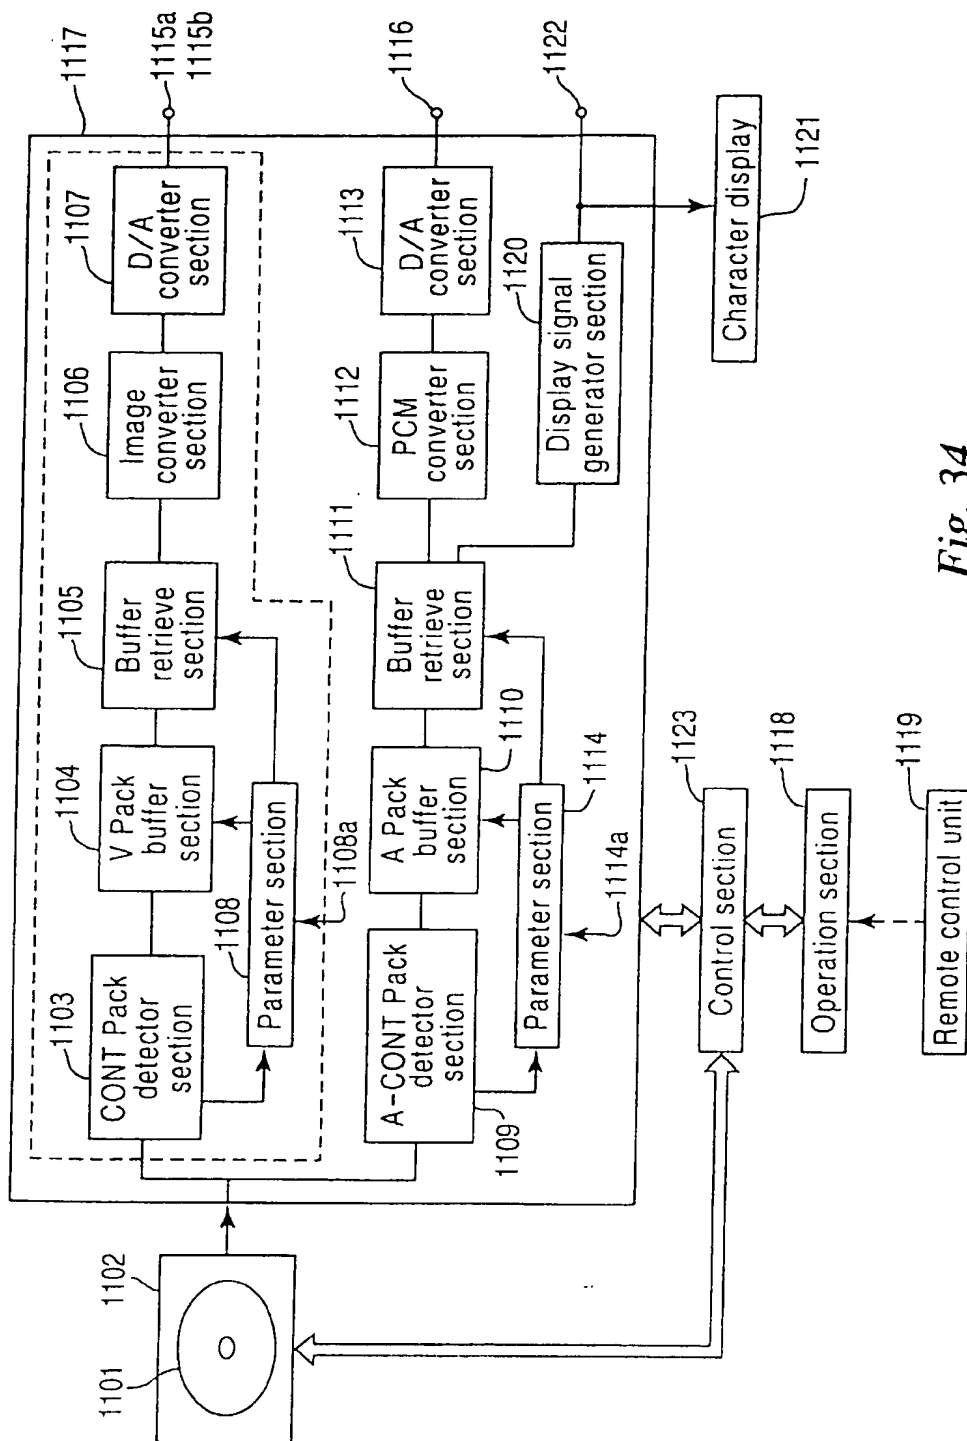 1117
1115a
1115b
1107
D/A
converter
section
1106
Image
converter
section
1105
Buffer
retrieve
section
1104
V Pack
buffer
section
1103
CONT Pack
detector
section
1108
Parameter section
1108a
1116
1113
D/A
converter
section
1112
PCM
converter
section
1111
Buffer
retrieve
section
1110
A Pack
buffer
section
A-CONT Pack
detector
section
1109
1114
Parameter section
1114a
1122
1120
Display signal
generator section
Character display
1121
1102
1101
1123
Control section
1118
Operation section
1119
Remote control unit
Fig. 34